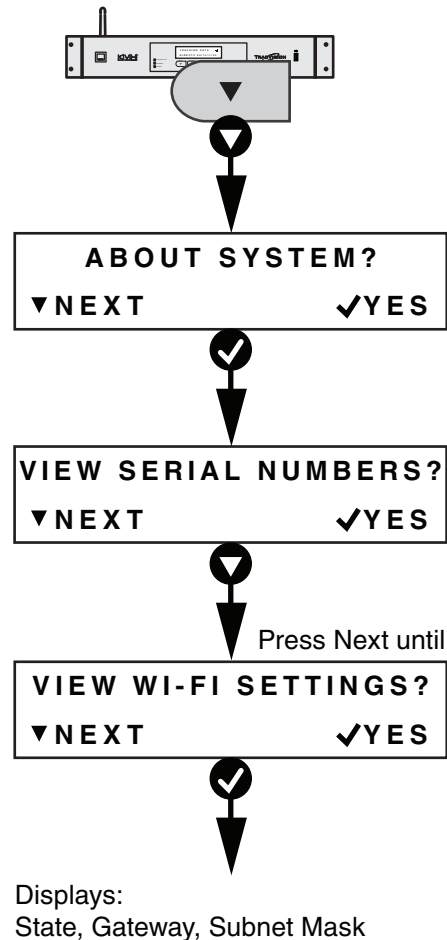 KVH
TRACVISION
ABOUT SYSTEM?
▼NEXT ✓YES
VIEW SERIAL NUMBERS?
▼NEXT ✓YES
Press Next until
VIEW WI-FI SETTINGS?
▼NEXT ✓YES
Displays:
State, Gateway, Subnet Mask